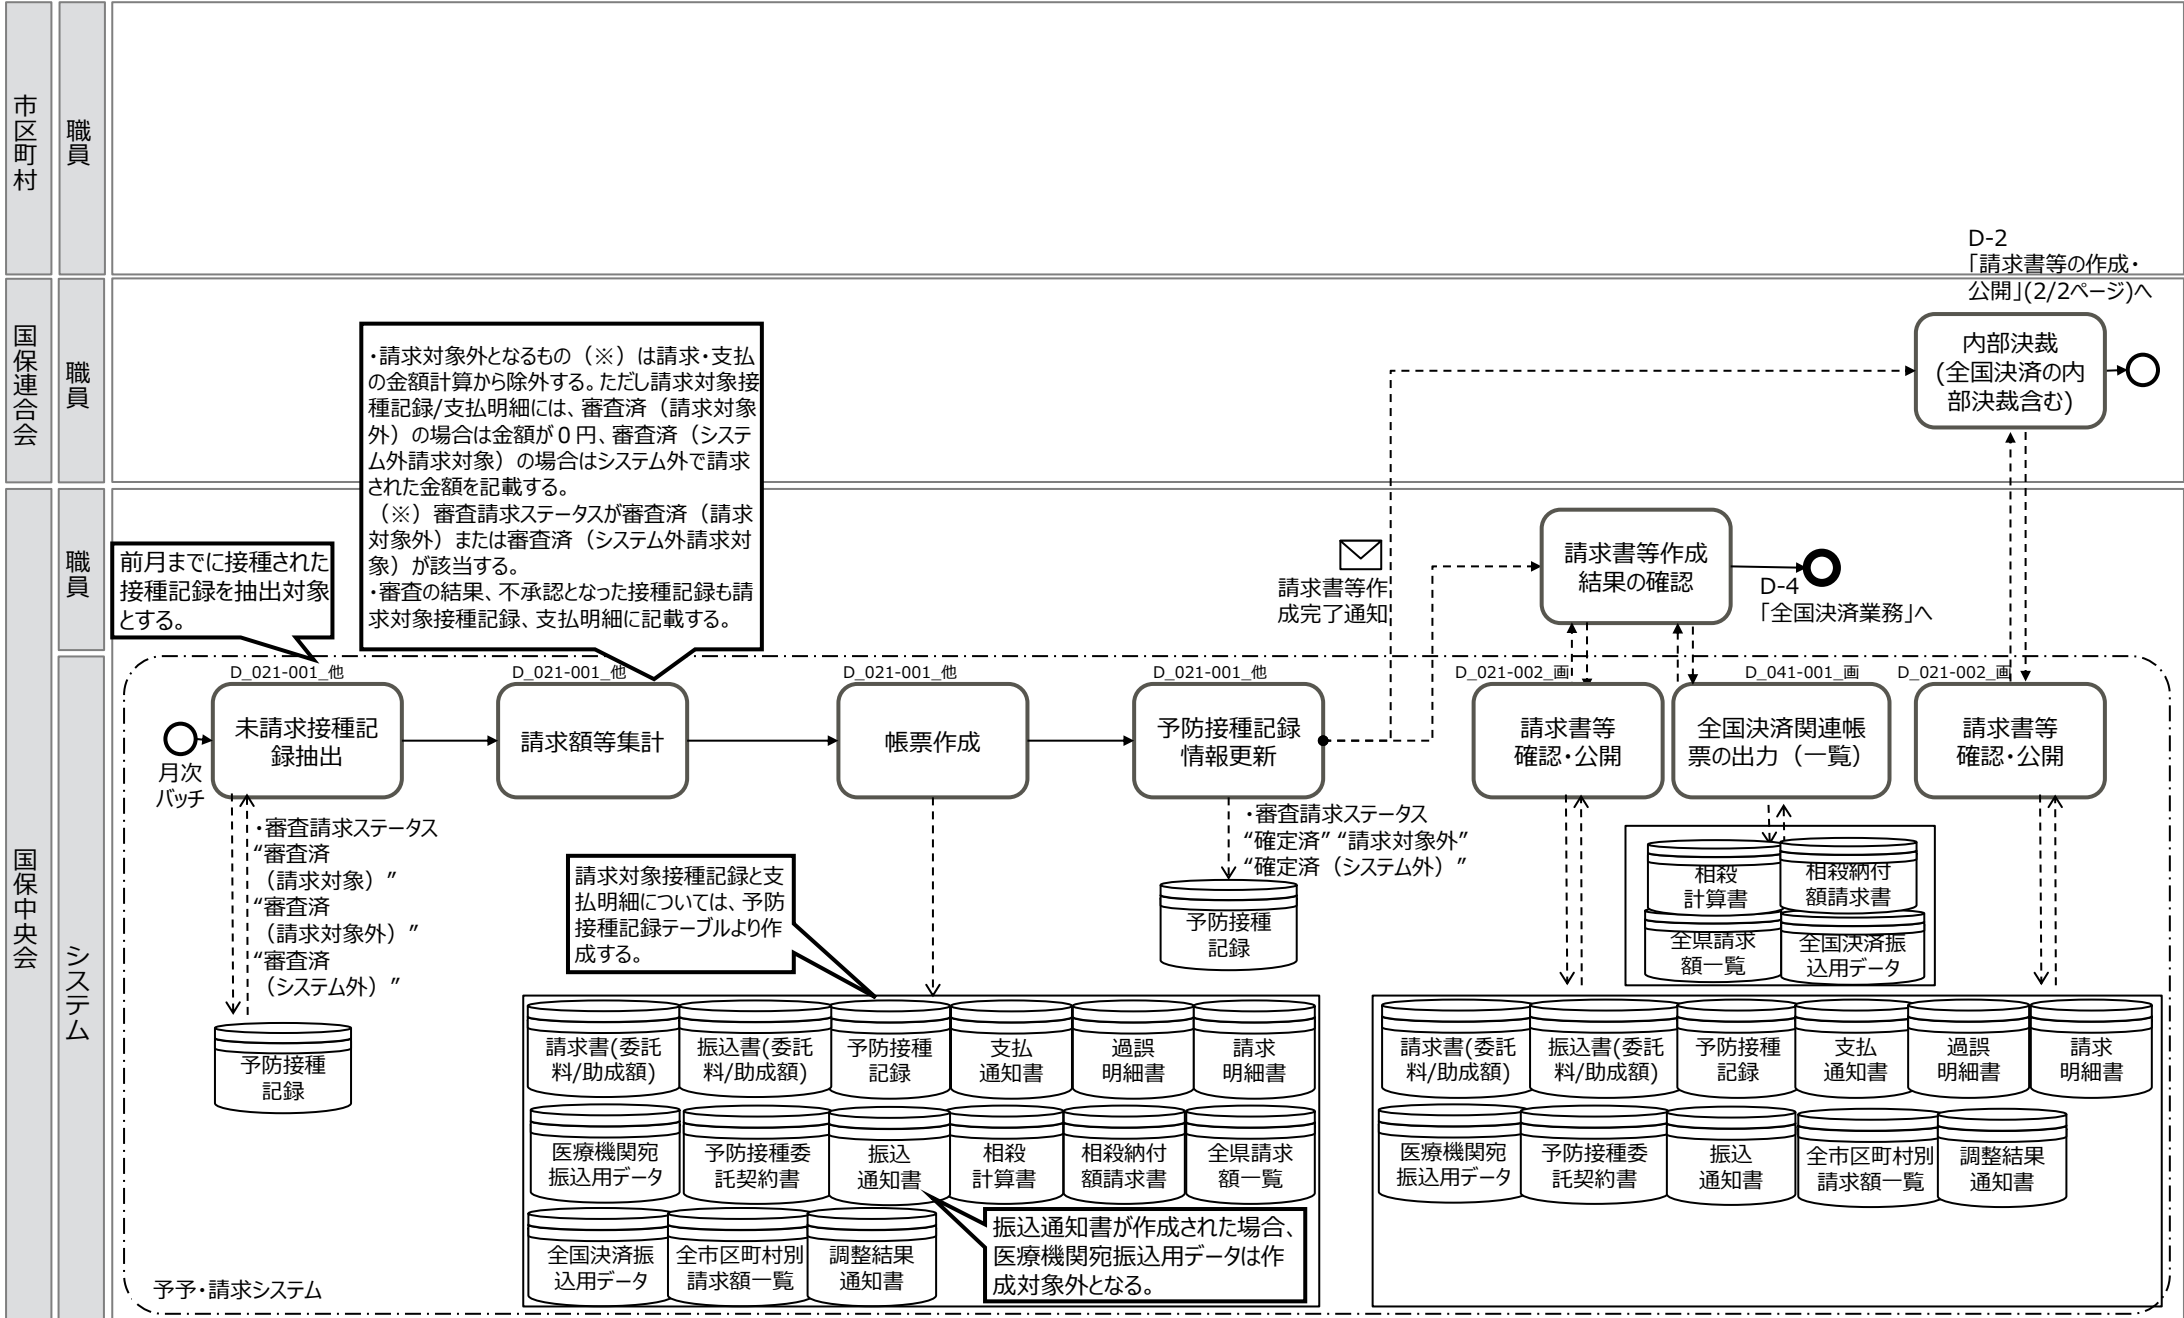 市区町村
職員
国保連合会
職員
国保中央会
職員
システム
D-2
「請求書等の作成・
公開」(2/2ページ)へ
内部決裁
(全国決済の内
部決裁含む)
・請求対象外となるもの（※）は請求・支払
の金額計算から除外する。ただし請求対象接
種記録/支払明細には、審査済（請求対象
外）の場合は金額が０円、審査済（システ
ム外請求対象）の場合はシステム外で請求
された金額を記載する。
（※）審査請求ステータスが審査済（請求
対象外）または審査済（システム外請求対
象）が該当する。
・審査の結果、不承認となった接種記録も請
求対象接種記録、支払明細に記載する。
前月までに接種された
接種記録を抽出対象
とする。
請求書等作
成完了通知
請求書等作成
結果の確認
D-4
「全国決済業務」へ
D_021-001_他
D_021-001_他
D_021-001_他
D_021-001_他
D_021-002_画
D_041-001_画
D_021-002_画
月次
バッチ
未請求接種記
録抽出
請求額等集計
帳票作成
予防接種記録
情報更新
請求書等
確認・公開
全国決済関連帳
票の出力（一覧）
請求書等
確認・公開
・審査請求ステータス
“審査済
（請求対象）”
“審査済
（請求対象外）”
“審査済
（システム外）”
予防接種
記録
請求対象接種記録と支
払明細については、予防
接種記録テーブルより作
成する。
・審査請求ステータス
“確定済” “請求対象外”
“確定済（システム外）”
予防接種
記録
相殺
計算書
相殺納付
額請求書
全県請求
額一覧
全国決済振
込用データ
請求書(委託
料/助成額)
振込書(委託
料/助成額)
予防接種
記録
支払
通知書
過誤
明細書
請求
明細書
医療機関宛
振込用データ
予防接種委
託契約書
振込
通知書
相殺
計算書
相殺納付
額請求書
全県請求
額一覧
全国決済振
込用データ
全市区町村別
請求額一覧
調整結果
通知書
振込通知書が作成された場合、
医療機関宛振込用データは作
成対象外となる。
請求書(委託
料/助成額)
振込書(委託
料/助成額)
予防接種
記録
支払
通知書
過誤
明細書
請求
明細書
医療機関宛
振込用データ
予防接種委
託契約書
振込
通知書
全市区町村別
請求額一覧
調整結果
通知書
予予・請求システム